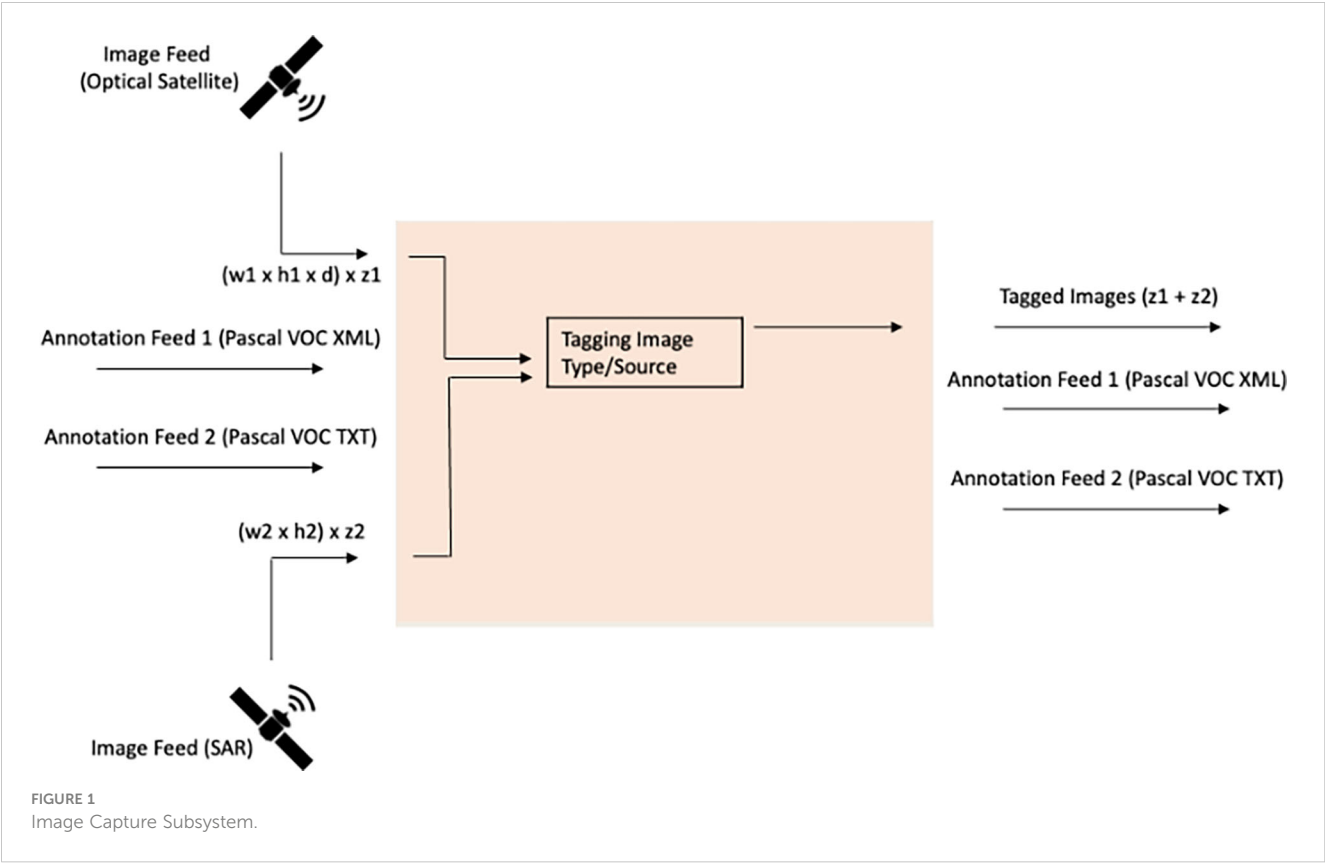 Image Feed
(Optical Satellite)
(w1 x h1 x d) x z1
Annotation Feed 1 (Pascal VOC XML)
Annotation Feed 2 (Pascal VOC TXT)
(w2 x h2) x z2
Image Feed (SAR)
Tagging Image
Type/Source
Tagged Images (z1 + z2)
Annotation Feed 1 (Pascal VOC XML)
Annotation Feed 2 (Pascal VOC TXT)
FIGURE 1
Image Capture Subsystem.